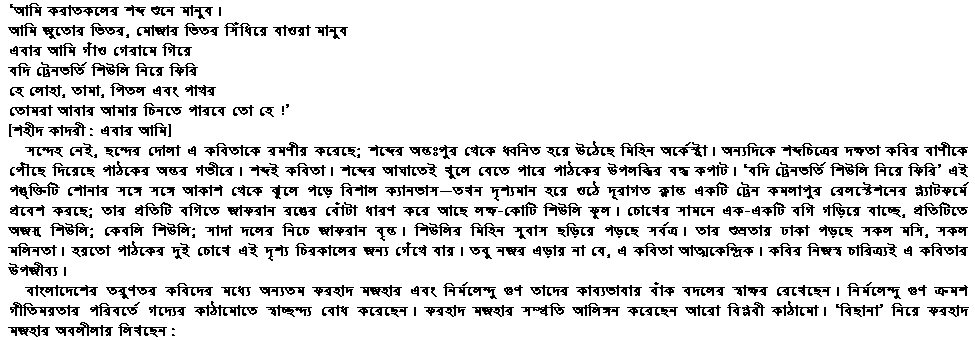 ‘আমি করাতকলের শব্দ শুনে মানুষ।
আমি জুতোর ভিতর, মোজার ভিতর সিঁধিয়ে যাওয়া মানুষ
এবার আমি গাঁও গেরামে গিয়ে
যদি ট্রেনভর্তি শিউলি নিয়ে ফিরি
হে লোহা, তামা, পিতল এবং পাথর
তোমরা আবার আমায় চিনতে পারবে তো হে !’
[শহীদ কাদরী : এবার আমি]
সন্দেহ নেই, ছন্দের দোলা এ কবিতাকে রমণীয় করেছে; শব্দের অন্তঃপুর থেকে ধ্বনিত হয়ে উঠেছে মিহিন অর্কেস্ট্রা। অন্যদিকে শব্দচিত্রের দক্ষতা কবির বাণীকে
পৌঁছে দিয়েছে পাঠকের অন্তর গভীরে। শব্দই কবিতা। শব্দের আঘাতেই খুলে যেতে পারে পাঠকের উপলব্ধির বদ্ধ কপাট। ‘যদি ট্রেনভর্তি শিউলি নিয়ে ফিরি’ এই
পঙ্‌ক্তিটি শোনার সঙ্গে সঙ্গে আকাশ থেকে ঝুলে পড়ে বিশাল ক্যানভাস—তখন দৃশ্যমান হয়ে ওঠে দূরাগত ক্লান্ত একটি ট্রেন কমলাপুর রেলস্টেশনের প্ল্যাটফর্মে
প্রবেশ করছে; তার প্রতিটি বগিতে জাফরান রঙের বোঁটা ধারণ করে আছে লক্ষ-কোটি শিউলি ফুল। চোখের সামনে এক-একটি বগি গড়িয়ে যাচ্ছে, প্রতিটিতে
অজস্র শিউলি; কেবলি শিউলি; সাদা দলের নিচে জাফরান বৃন্ত। শিউলির মিহিন সুবাস ছড়িয়ে পড়ছে সর্বত্র। তার শুভ্রতার ঢাকা পড়ছে সকল মসি, সকল
মলিনতা। হয়তো পাঠকের দুই চোখে এই দৃশ্য চিরকালের জন্য গেঁথে যায়। তবু নজর এড়ায় না যে, এ কবিতা আত্মকেন্দ্রিক। কবির নিজস্ব চারিত্র্যই এ কবিতার
উপজীব্য।
বাংলাদেশের তরুণতর কবিদের মধ্যে অন্যতম ফরহাদ মজহার এবং নির্মলেন্দু গুণ তাদের কাব্যভাষার বাঁক বদলের স্বাক্ষর রেখেছেন। নির্মলেন্দু গুণ ক্রমশ
গীতিময়তার পরিবর্তে গদ্যের কাঠামোতে স্বাচ্ছন্দ্য বোধ করেছেন। ফরহাদ মজহার সম্প্রতি আলিঙ্গন করেছেন আরো বিপ্লবী কাঠামো। ‘বিছানা’ নিয়ে ফরহাদ
মজহার অবলীলায় লিখছেন :